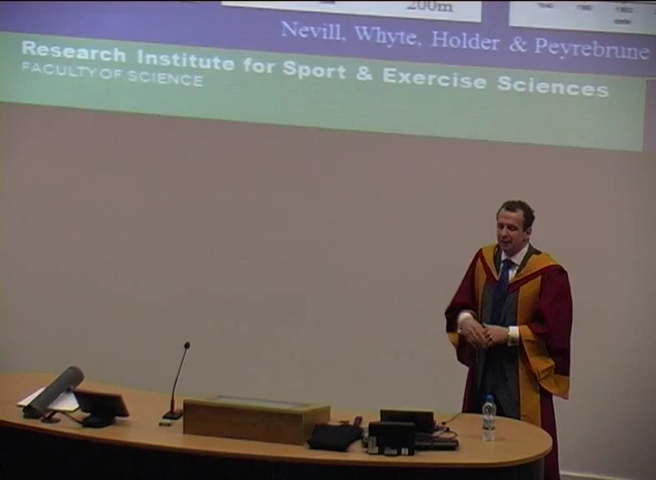 200m
Nevill, Whyte, Holder & Peyrebrune
Research Institute for Sport & Exercise Sciences
FACULTY OF SCIENCE